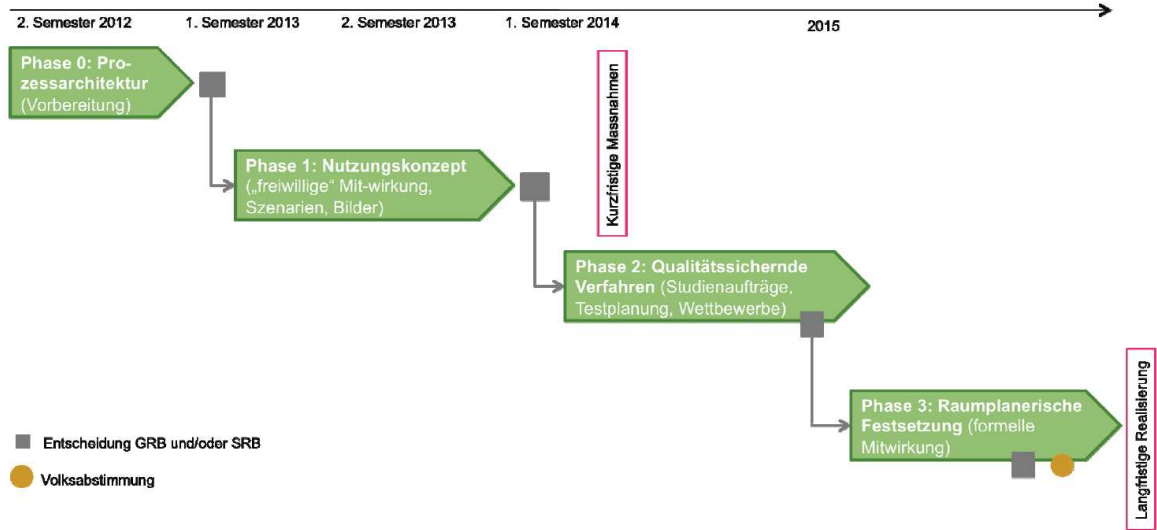 2. Semester 2012
1. Semester 2013
2. Semester 2013
1. Semester 2014
2015
Phase 0: Pro-
zessarchitektur
(Vorbereitung)
Kurzfristige Massnahmen
Phase 1: Nutzungskonzept
(„freiwillige“ Mit-wirkung,
Szenarien, Bilder)
Phase 2: Qualitätssichernde
Verfahren (Studienaufträge,
Testplanung, Wettbewerbe)
Phase 3: Raumplanerische
Festsetzung (formelle
Mitwirkung)
Langfristige Realisierung
Entscheidung GRB und/oder SRB
Volksabstimmung